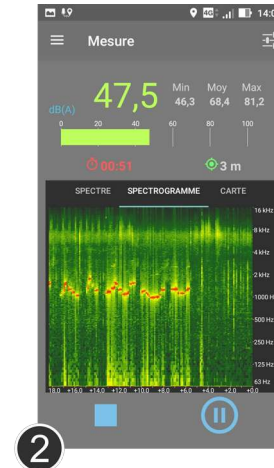 4G 14:0
Mesure
dB(A) 47,5
Min Moy Max
46,3 68,4 81,2
0 20 40 60 80 100
00:51 3 m
SPECTRE SPECTROGRAMME CARTE
16 kHz
8 kHz
4 kHz
2 kHz
1000 H
500 Hz
250 Hz
125 Hz
63 Hz
18.0 +16.0 +14.0 +12.0 +10.0 +8.0 +6.0 +4.0 +2.0 +0.0
2